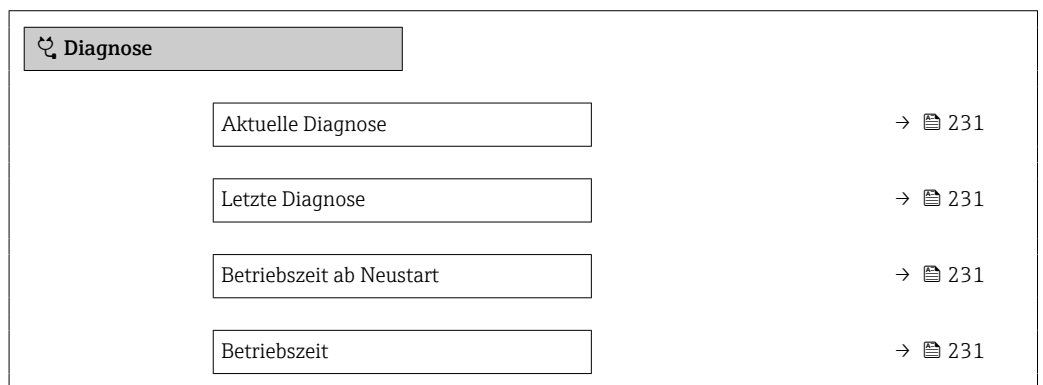 Diagnose
Aktuelle Diagnose → 231
Letzte Diagnose → 231
Betriebszeit ab Neustart → 231
Betriebszeit → 231